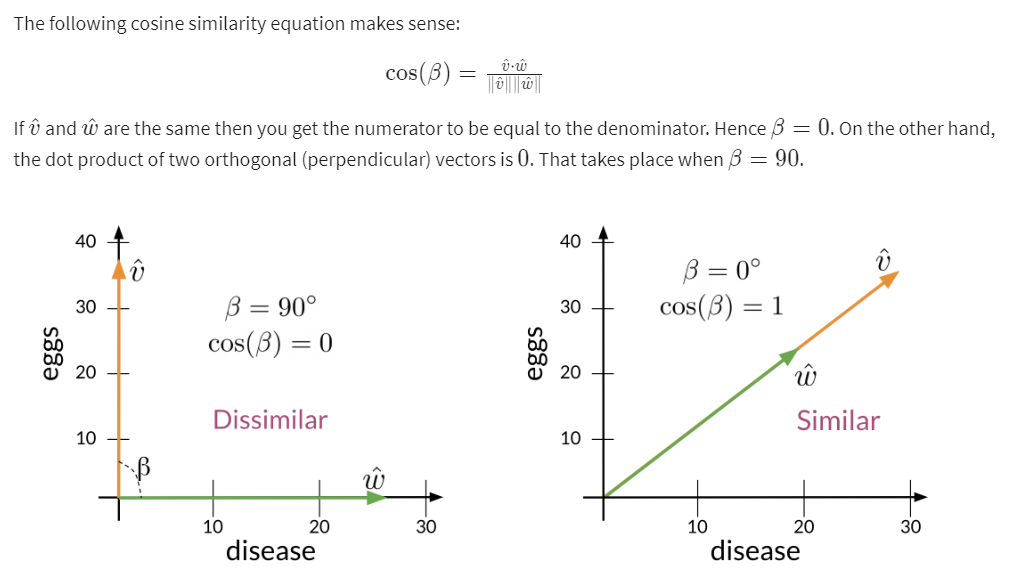 The following cosine similarity equation makes sense:
cos(β) = v̂·ŵ / ‖v̂‖‖ŵ‖
If v̂ and ŵ are the same then you get the numerator to be equal to the denominator. Hence β = 0. On the other hand,
the dot product of two orthogonal (perpendicular) vectors is 0. That takes place when β = 90.
40
v̂
30
β = 90°
cos(β) = 0
eggs
20
Dissimilar
10
β
ŵ
10 20 30
disease
40
v̂
β = 0°
30
cos(β) = 1
eggs
20
ŵ
Similar
10
10 20 30
disease